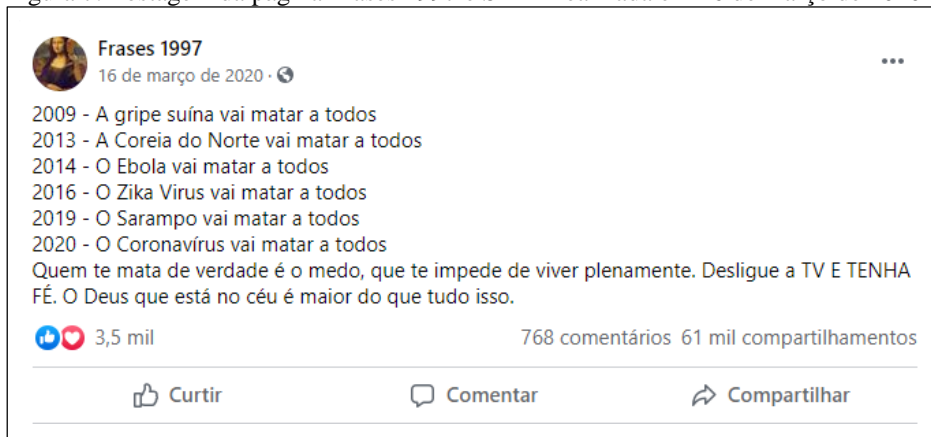 Frases 1997
16 de março de 2020
2009 - A gripe suína vai matar a todos
2013 - A Coreia do Norte vai matar a todos
2014 - O Ebola vai matar a todos
2016 - O Zika Virus vai matar a todos
2019 - O Sarampo vai matar a todos
2020 - O Coronavírus vai matar a todos
Quem te mata de verdade é o medo, que te impede de viver plenamente. Desligue a TV E TENHA
FÉ. O Deus que está no céu é maior do que tudo isso.
3,5 mil 768 comentários 61 mil compartilhamentos
Curtir Comentar Compartilhar